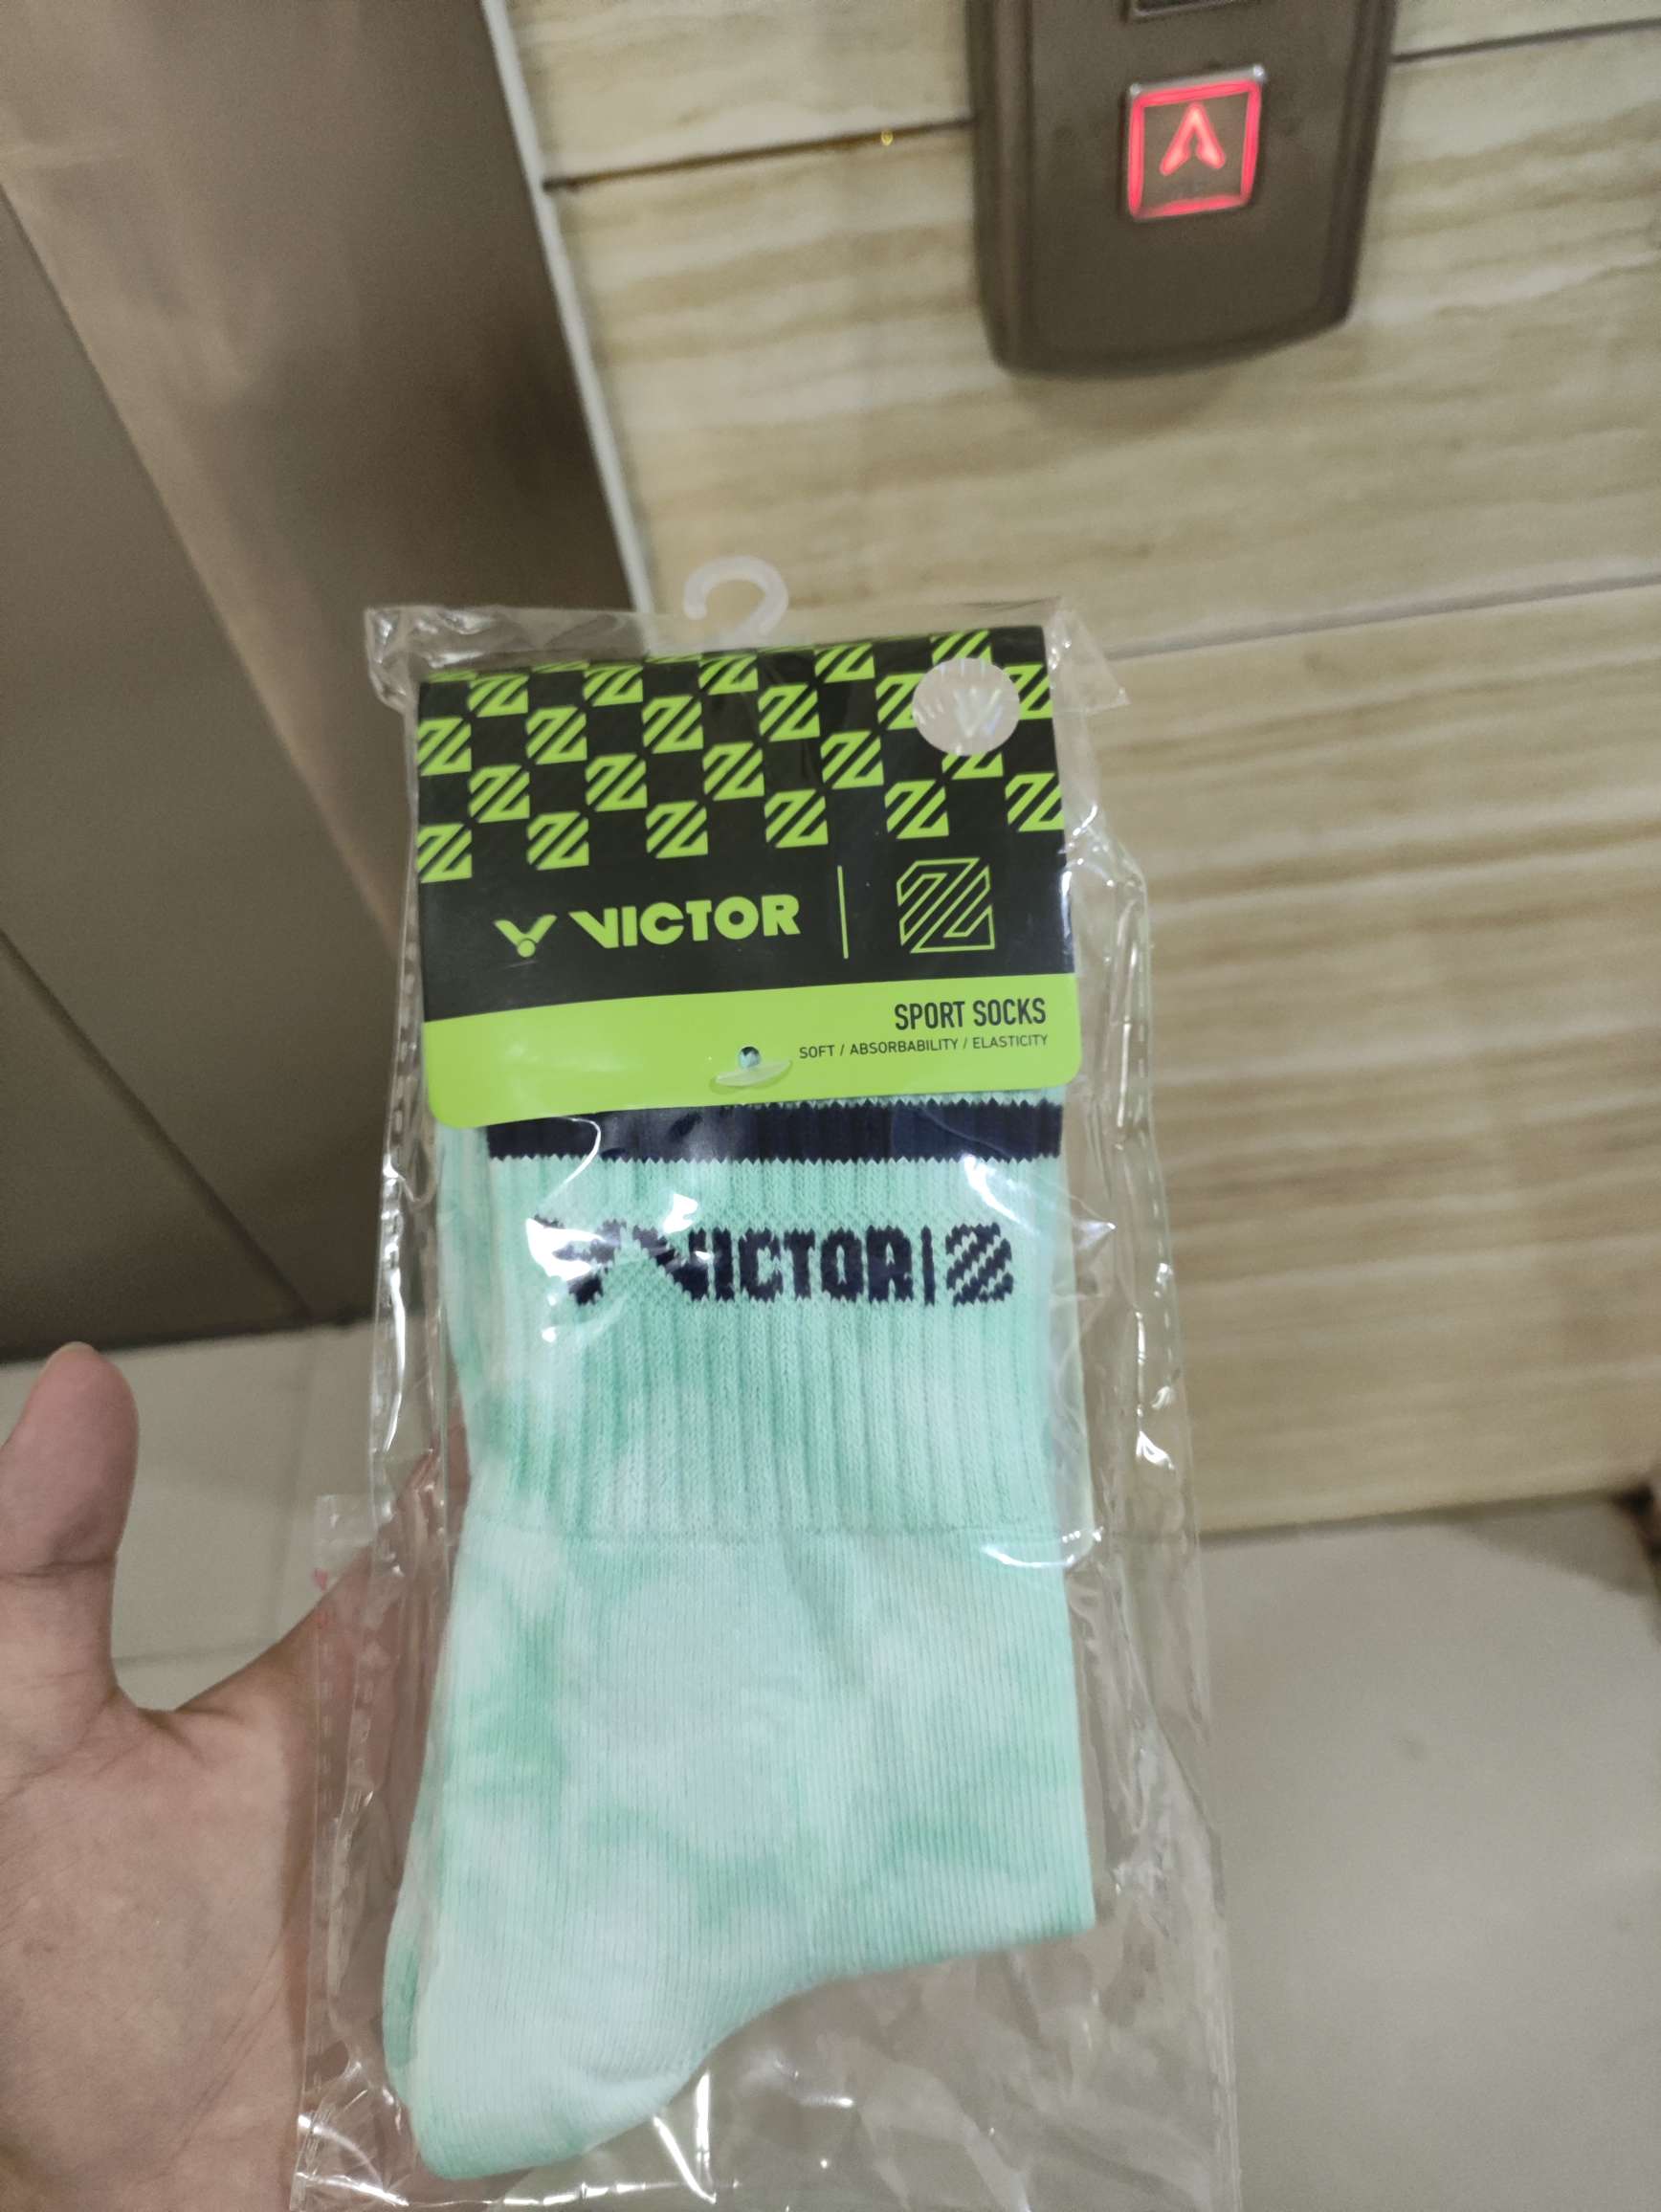 VICTOR | Z
SPORT SOCKS
SOFT / ABSORBABILITY / ELASTICITY
VICTOR | Z